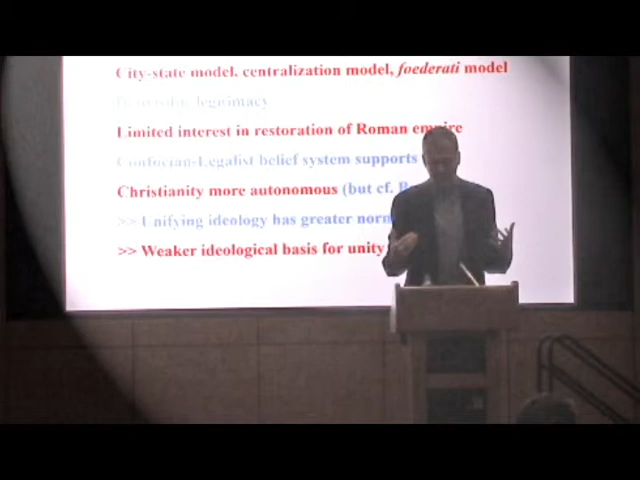 City-state model, centralization model, foederati model
legitimacy
Limited interest in restoration of Roman empire
Confucian-Legalist belief system supports
Christianity more autonomous (but cf.
>> Unifying ideology has greater
>> Weaker ideological basis for unity